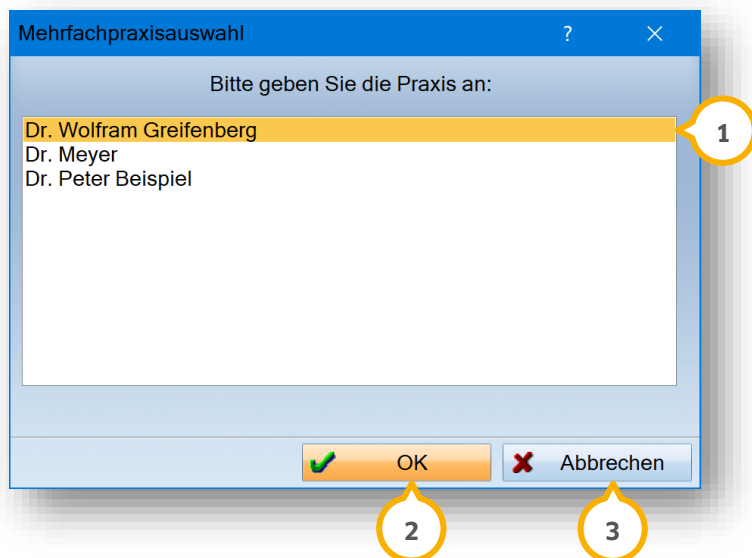 Mehrfachpraxisauswahl ?
Bitte geben Sie die Praxis an:
Dr. Wolfram Greifenberg
1
Dr. Meyer
Dr. Peter Beispiel
OK
Abbrechen
2
3